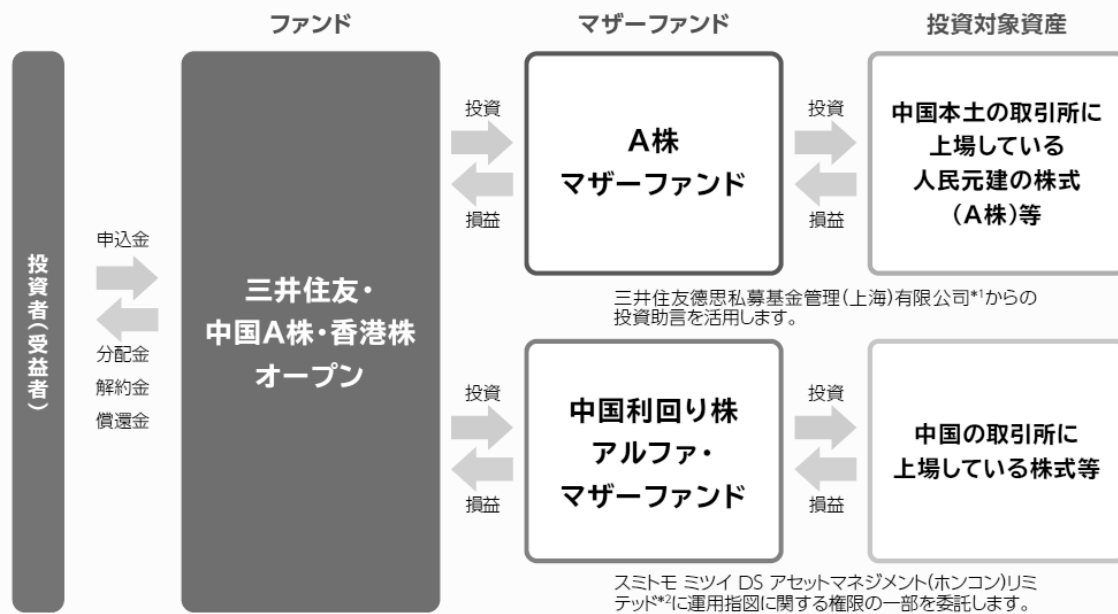 ファンド
マザーファンド
投資対象資産
投資者(受益者)
申込金
分配金
解約金
償還金
三井住友・
中国A株・香港株
オープン
投資
損益
A株
マザーファンド
投資
損益
中国本土の取引所に
上場している
人民元建の株式
(A株)等
三井住友德思私募基金管理(上海)有限公司*1からの
投資助言を活用します。
投資
損益
中国利回り株
アルファ・
マザーファンド
投資
損益
中国の取引所に
上場している株式等
スミトモ ミツイ DS アセットマネジメント(ホンコン)リミ
テッド*2に運用指図に関する権限の一部を委託します。